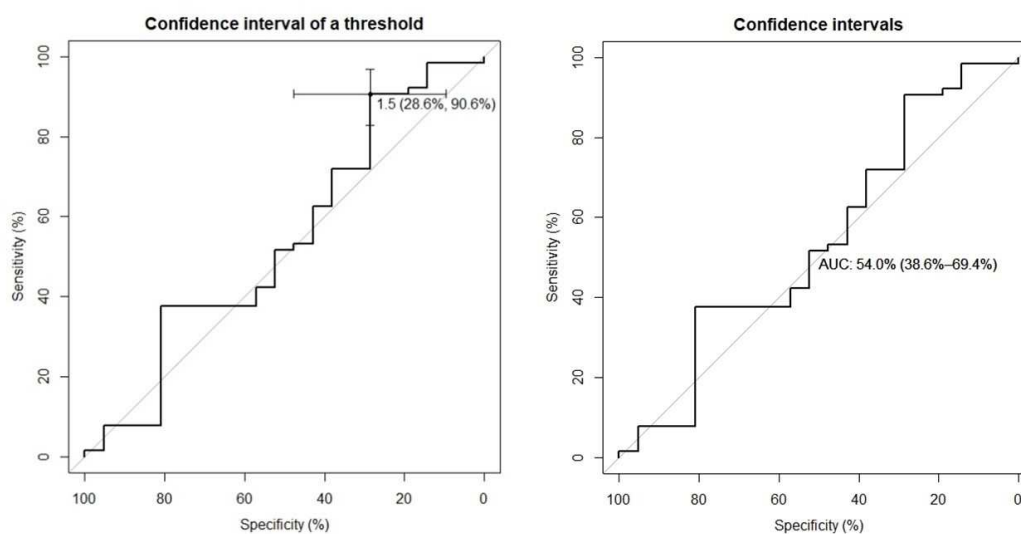 Confidence interval of a threshold
100
80
60
40
20
0
Sensitivity (%)
1.5 (28.6%, 90.6%)
100 80 60 40 20 0
Specificity (%)
Confidence intervals
100
80
60
40
20
0
Sensitivity (%)
AUC: 54.0% (38.6%–69.4%)
100 80 60 40 20 0
Specificity (%)